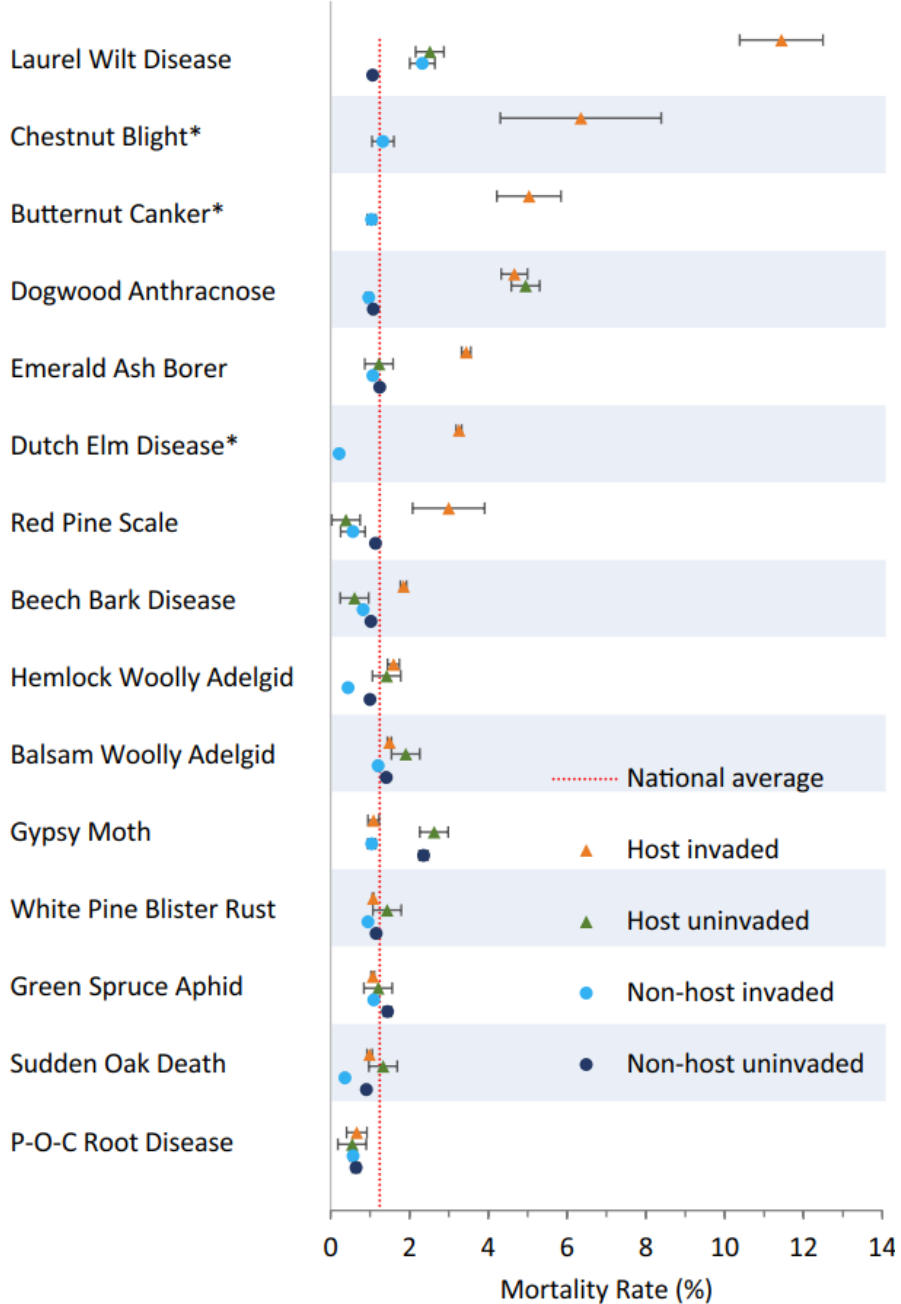 Laurel Wilt Disease
Chestnut Blight*
Butternut Canker*
Dogwood Anthracnose
Emerald Ash Borer
Dutch Elm Disease*
Red Pine Scale
Beech Bark Disease
Hemlock Woolly Adelgid
Balsam Woolly Adelgid
National average
Gypsy Moth
Host invaded
White Pine Blister Rust
Host uninvaded
Green Spruce Aphid
Non-host invaded
Sudden Oak Death
Non-host uninvaded
P-O-C Root Disease
0 2 4 6 8 10 12 14
Mortality Rate (%)